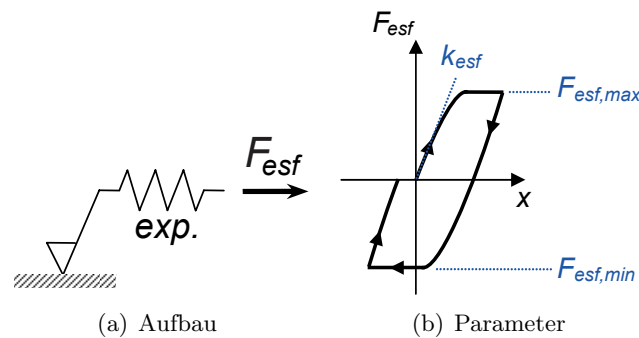 F_esf
exp.
F_esf
k_esf
F_esf,max
x
F_esf,min
(a) Aufbau
(b) Parameter